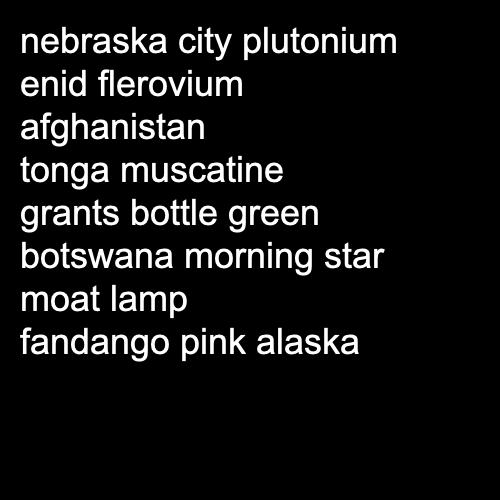 nebraska city plutonium
enid flerovium
afghanistan
tonga muscatine
grants bottle green
botswana morning star
moat lamp
fandango pink alaska